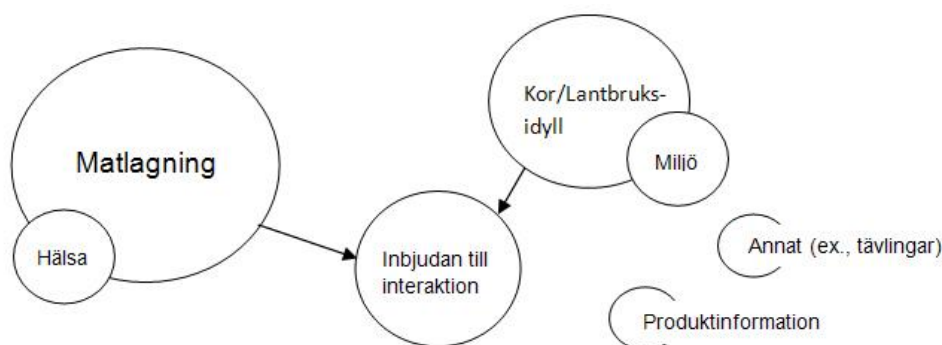 Matlagning
Hälsa
Kor/Lantbruks-
idyll
Miljö
Inbjudan till
interaktion
Annat (ex., tävlingar)
Produktinformation